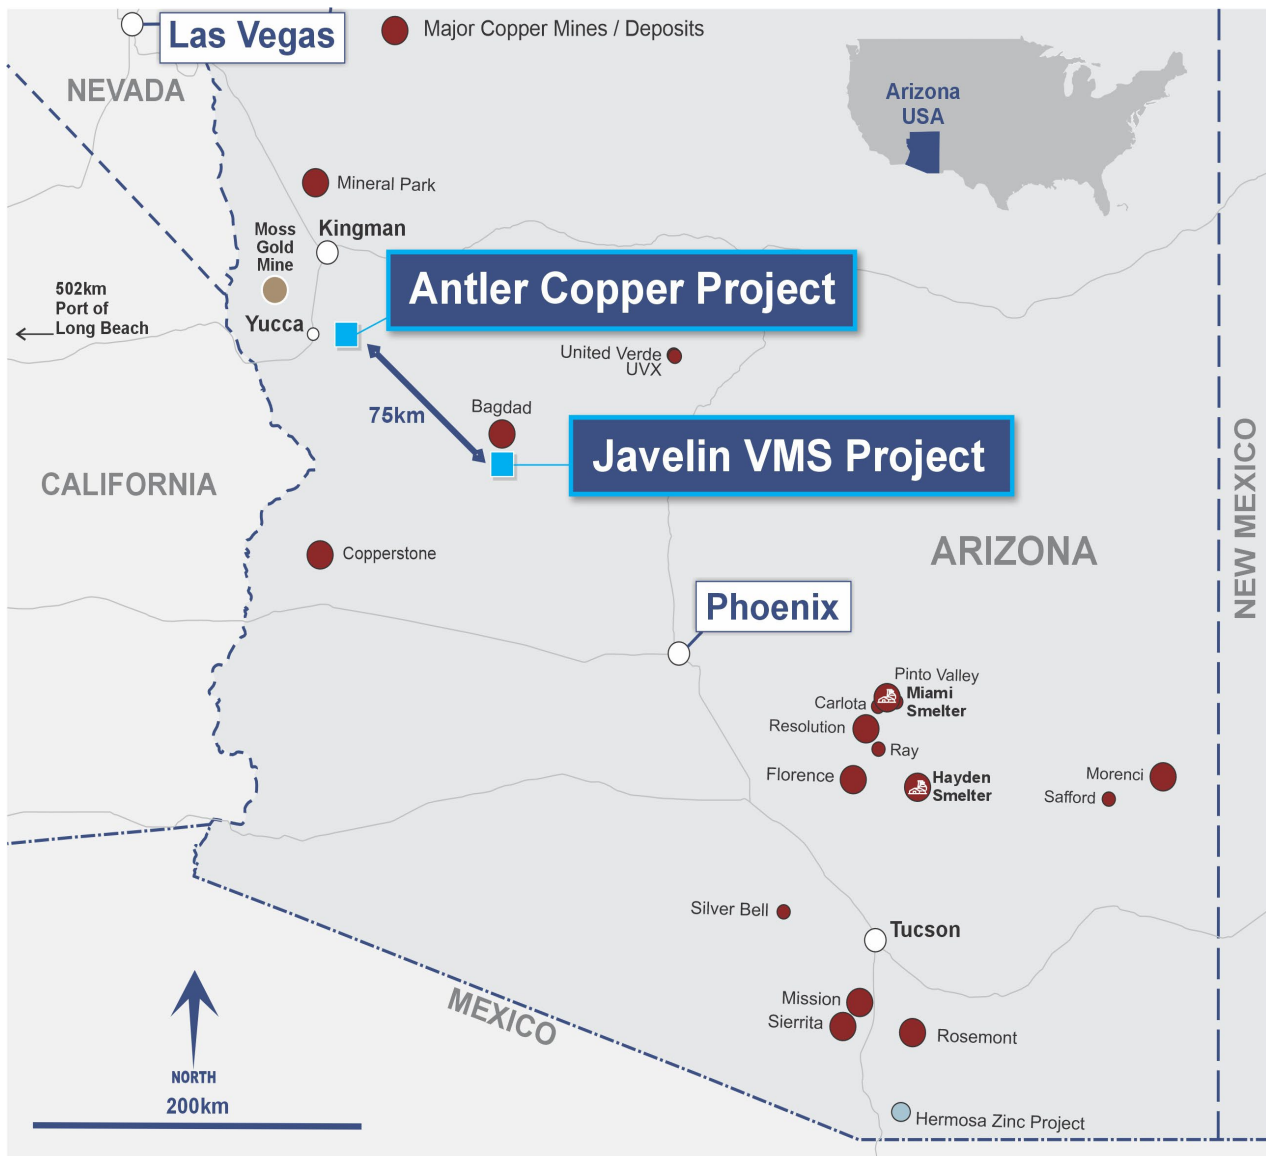 Las Vegas
Major Copper Mines / Deposits
NEVADA
Arizona
USA
Mineral Park
Moss
Gold
Mine
Kingman
502km
Port of
Long Beach
Antler Copper Project
Yucca
United Verde
UVX
75km
Bagdad
Javelin VMS Project
CALIFORNIA
NEW MEXICO
Copperstone
ARIZONA
Phoenix
Pinto Valley
Miami
Smelter
Carlota
Resolution
Ray
Florence
Hayden
Smelter
Morenci
Safford
Silver Bell
Tucson
Mission
Sierrita
Rosemont
MEXICO
NORTH
200km
Hermosa Zinc Project